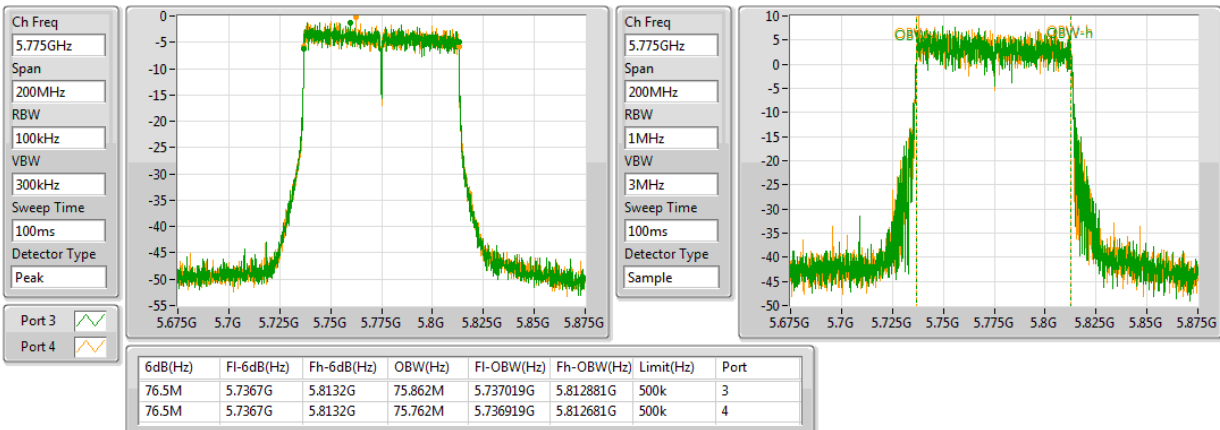 Ch Freq
5.775GHz
Span
200MHz
RBW
100kHz
VBW
300kHz
Sweep Time
100ms
Detector Type
Peak
Port 3
Port 4
0
-5
-10
-15
-20
-25
-30
-35
-40
-45
-50
-55
5.675G 5.7G 5.725G 5.75G 5.775G 5.8G 5.825G 5.85G 5.875G
Ch Freq
5.775GHz
Span
200MHz
RBW
1MHz
VBW
3MHz
Sweep Time
100ms
Detector Type
Sample
10
5
0
-5
-10
-15
-20
-25
-30
-35
-40
-45
-50
OBW-h
5.675G 5.7G 5.725G 5.75G 5.775G 5.8G 5.825G 5.85G 5.875G
6dB(Hz) Fl-6dB(Hz) Fh-6dB(Hz) OBW(Hz) Fl-OBW(Hz) Fh-OBW(Hz) Limit(Hz) Port
76.5M 5.7367G 5.8132G 75.862M 5.737019G 5.812881G 500k 3
76.5M 5.7367G 5.8132G 75.762M 5.736919G 5.812681G 500k 4